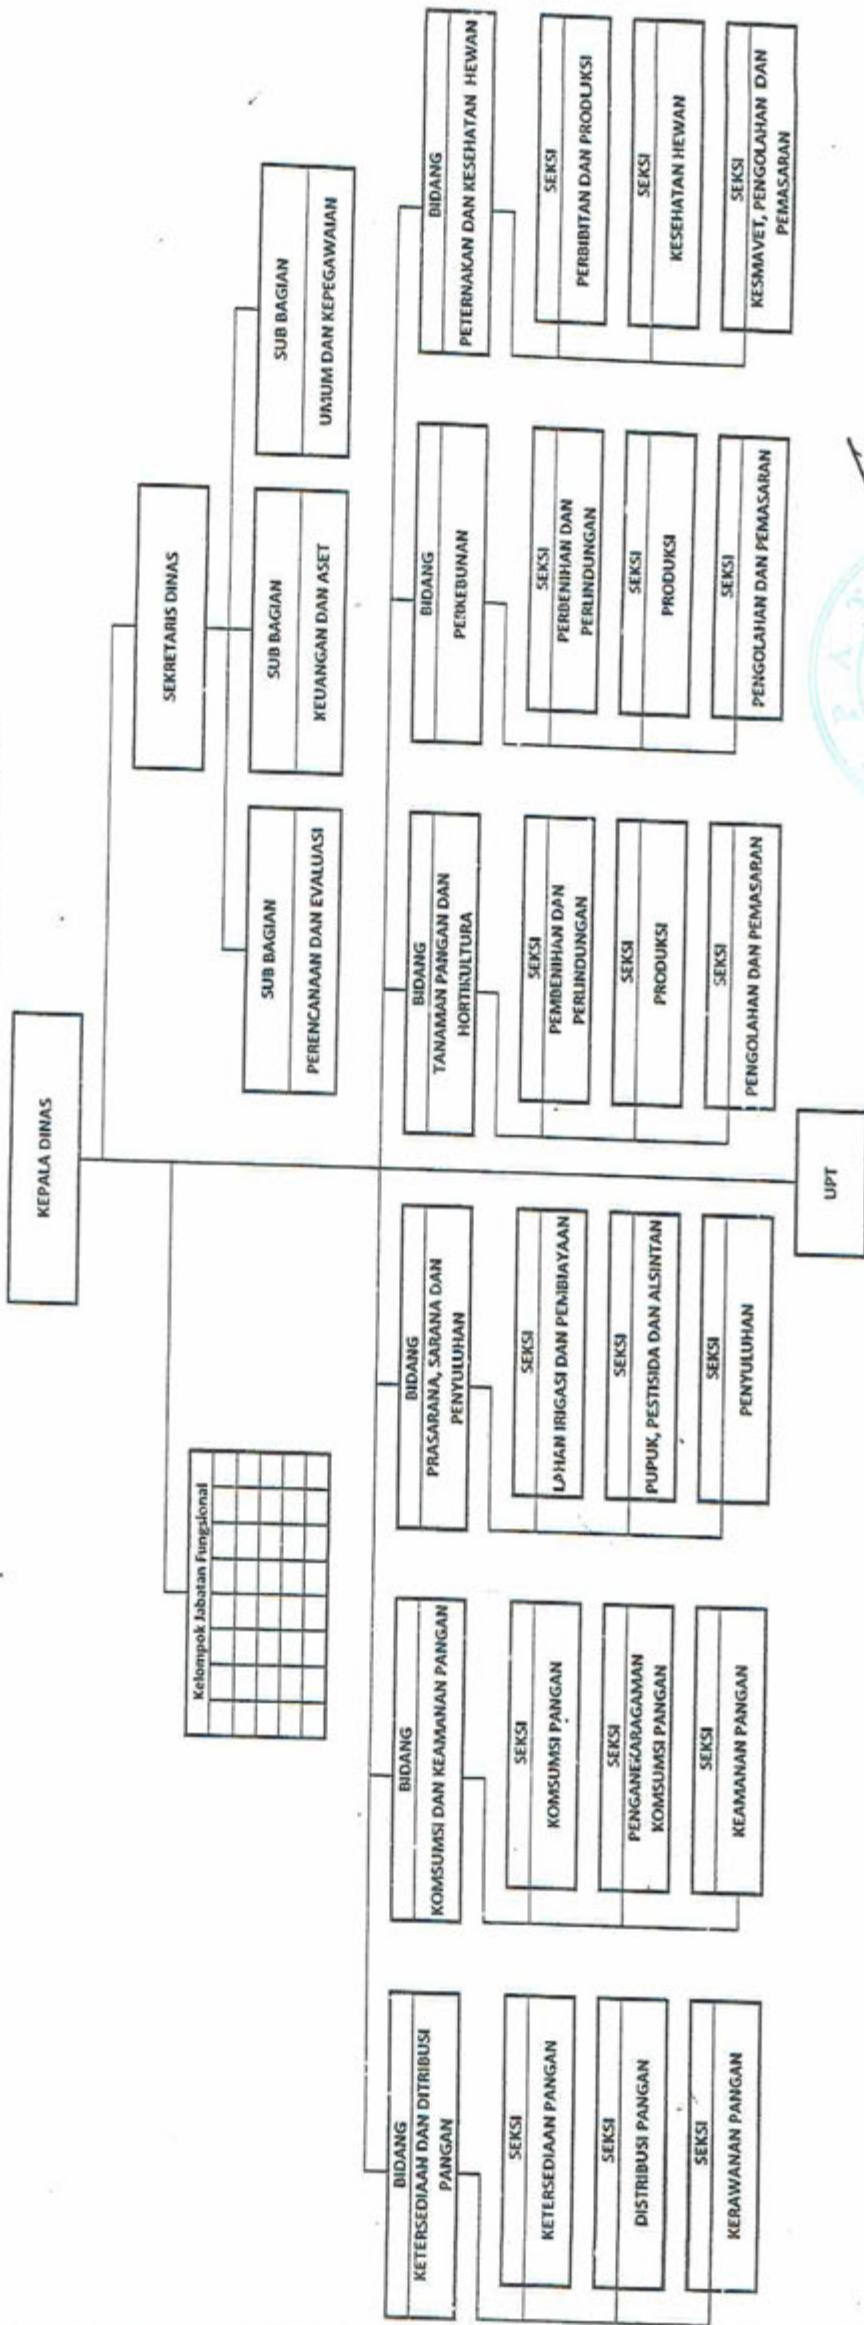 KEPALA DINAS
SEKRETARIS DINAS
Kelompok Jabatan Fungsional
SUB BAGIAN
PERENCANAAN DAN EVALUASI
SUB BAGIAN
KEUANGAN DAN ASET
SUB BAGIAN
UMUM DAN KEPEGAWAIAN
BIDANG
KETERSEDIAAN DAN DITRIBUSI
PANGAN
SEKSI
KETERSEDIAAN PANGAN
SEKSI
DISTRIBUSI PANGAN
SEKSI
KERAWANAN PANGAN
BIDANG
KOMSUMSI DAN KEAMANAN PANGAN
SEKSI
KOMSUMSI PANGAN
SEKSI
PENGANEKARAGAMAN
KOMSUMSI PANGAN
SEKSI
KEAMANAN PANGAN
BIDANG
PRASARANA, SARANA DAN
PENYULUHAN
SEKSI
LAHAN IRIGASI DAN PEMBIAYAAN
SEKSI
PUPUK, PESTISIDA DAN ALSINTAN
SEKSI
PENYULUHAN
BIDANG
TANAMAN PANGAN DAN
HORTIKULTURA
SEKSI
PEMBENIHAN DAN
PERLINDUNGAN
SEKSI
PRODUKSI
SEKSI
PENGOLAHAN DAN PEMASARAN
BIDANG
PERKEBUNAN
SEKSI
PERBENIHAN DAN
PERLINDUNGAN
SEKSI
PRODUKSI
SEKSI
PENGOLAHAN DAN PEMASARAN
BIDANG
PETERNAKAN DAN KESEHATAN HEWAN
SEKSI
PERBIBITAN DAN PRODUKSI
SEKSI
KESEHATAN HEWAN
SEKSI
KESMAVET, PENGOLAHAN DAN
PEMASARAN
UPT